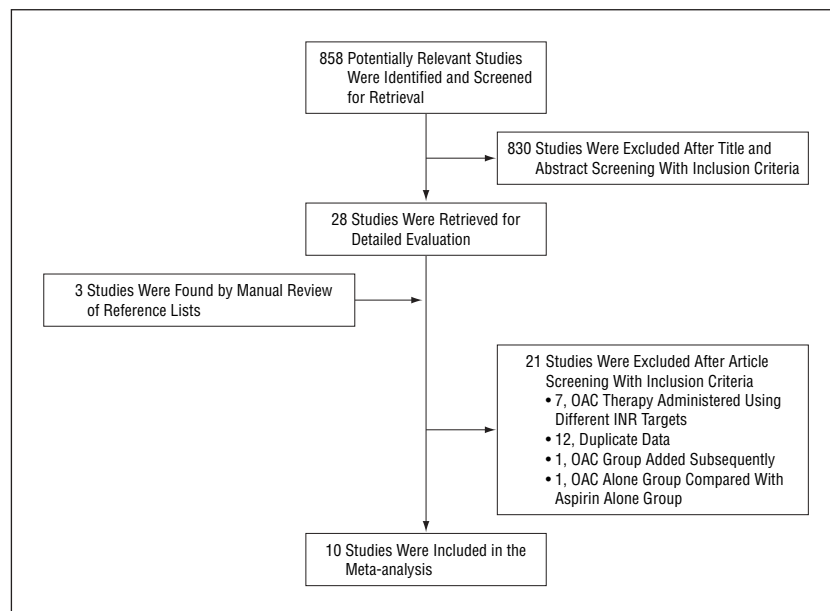 858 Potentially Relevant Studies
Were Identified and Screened
for Retrieval
830 Studies Were Excluded After Title and
Abstract Screening With Inclusion Criteria
28 Studies Were Retrieved for
Detailed Evaluation
3 Studies Were Found by Manual Review
of Reference Lists
21 Studies Were Excluded After Article
Screening With Inclusion Criteria
• 7, OAC Therapy Administered Using
Different INR Targets
• 12, Duplicate Data
• 1, OAC Group Added Subsequently
• 1, OAC Alone Group Compared With
Aspirin Alone Group
10 Studies Were Included in the
Meta-analysis